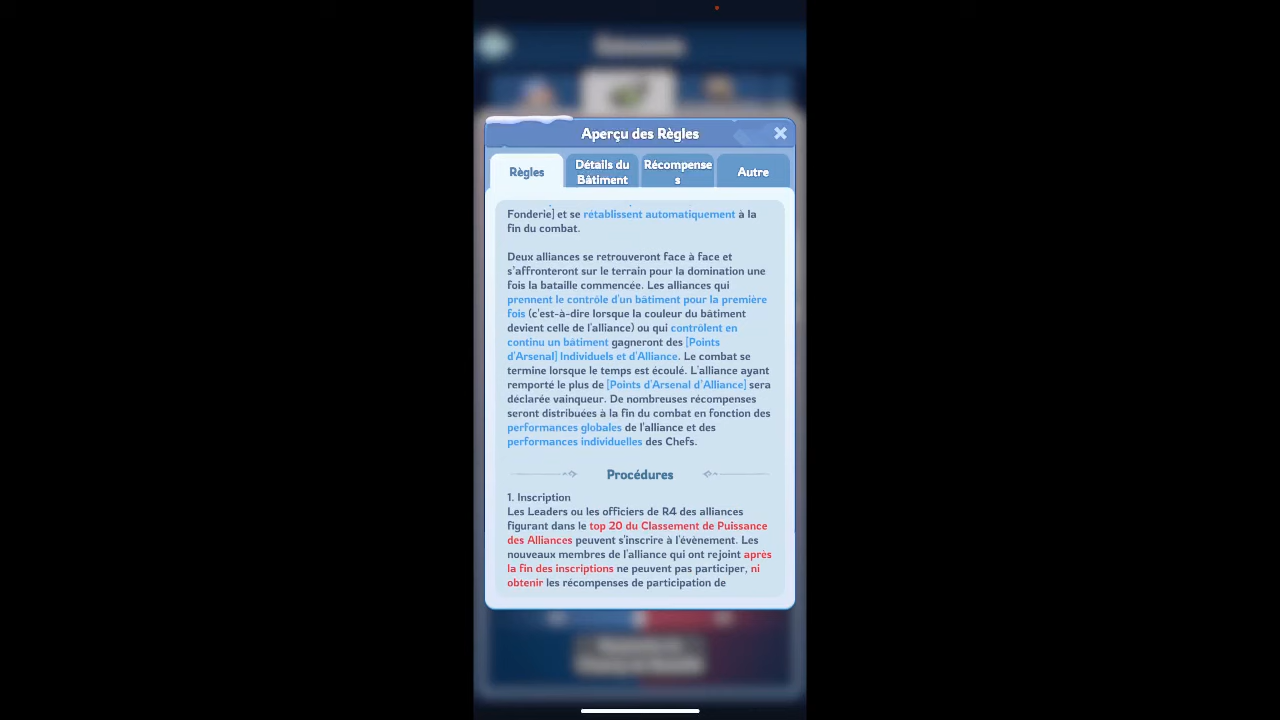 Aperçu des Règles
Règles
Détails du
Bâtiment
Récompense
s
Autre
Fonderie] et se rétablissent automatiquement à la
fin du combat.
Deux alliances se retrouveront face à face et
s'affronteront sur le terrain pour la domination une
fois la bataille commencée. Les alliances qui
prennent le contrôle d'un bâtiment pour la première
fois (c'est-à-dire lorsque la couleur du bâtiment
devient celle de l'alliance) ou qui contrôlent en
continu un bâtiment gagneront des [Points
d'Arsenal] Individuels et d'Alliance. Le combat se
termine lorsque le temps est écoulé. L'alliance ayant
remporté le plus de [Points d'Arsenal d'Alliance] sera
déclarée vainqueur. De nombreuses récompenses
seront distribuées à la fin du combat en fonction des
performances globales de l'alliance et des
performances individuelles des Chefs.
Procédures
1. Inscription
Les Leaders ou les officiers de R4 des alliances
figurant dans le top 20 du Classement de Puissance
des Alliances peuvent s'inscrire à l'évènement. Les
nouveaux membres de l'alliance qui ont rejoint après
la fin des inscriptions ne peuvent pas participer, ni
obtenir les récompenses de participation de